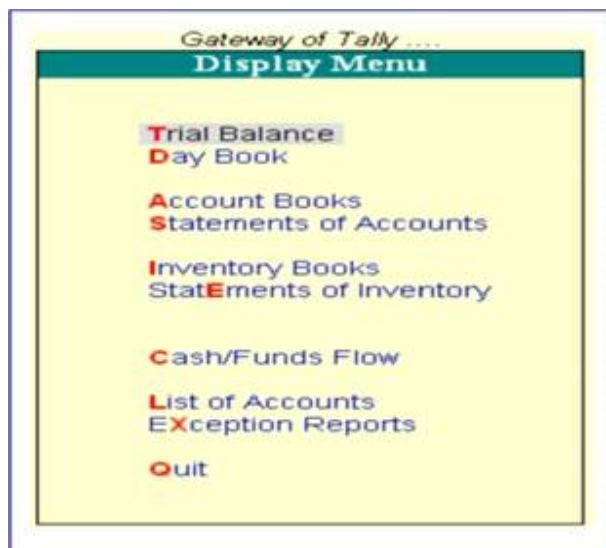 Gateway of Tally ....
Display Menu
Trial Balance
Day Book
Account Books
Statements of Accounts
Inventory Books
StatEments of Inventory
Cash/Funds Flow
List of Accounts
EXception Reports
Quit